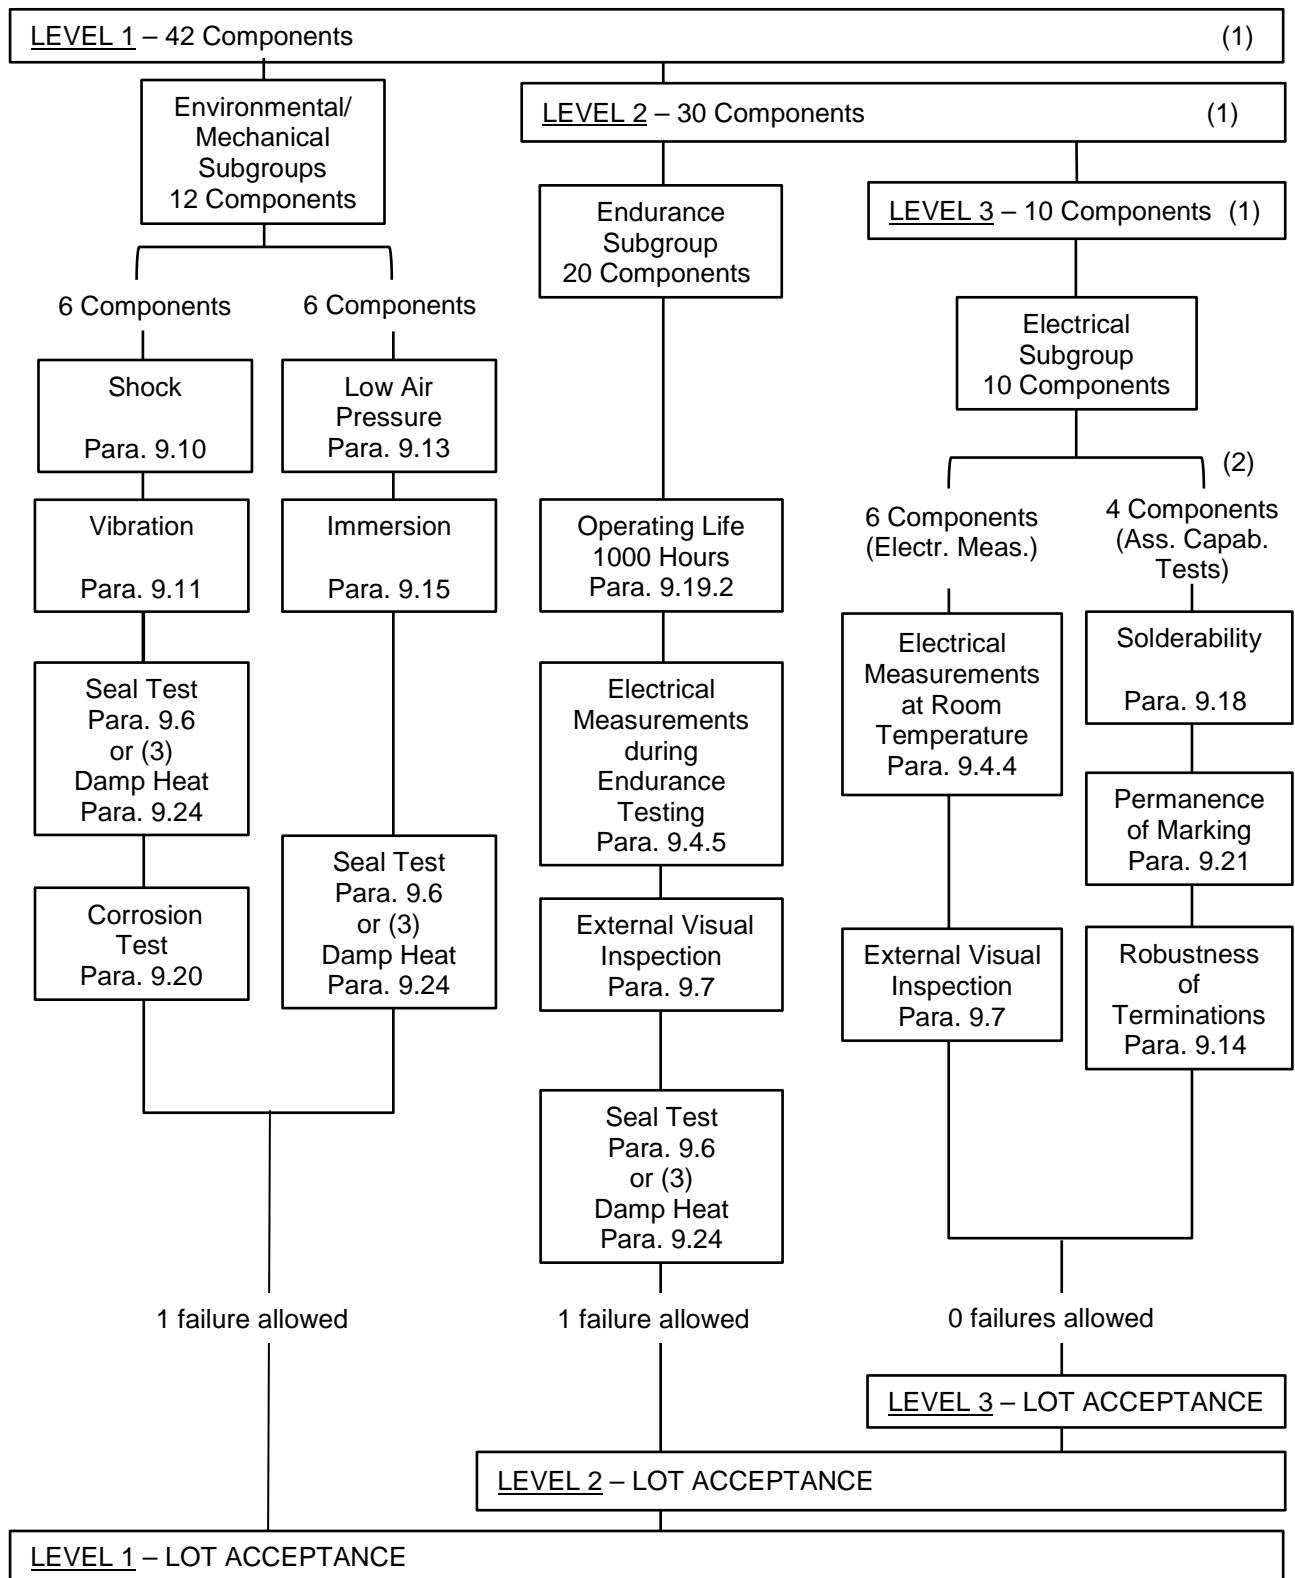 LEVEL 1 – 42 Components (1)
Environmental/
Mechanical
Subgroups
12 Components
LEVEL 2 – 30 Components (1)
Endurance
Subgroup
20 Components
LEVEL 3 – 10 Components (1)
Electrical
Subgroup
10 Components
6 Components
Shock
Para. 9.10
Vibration
Para. 9.11
Seal Test
Para. 9.6
or (3)
Damp Heat
Para. 9.24
Corrosion
Test
Para. 9.20
6 Components
Low Air
Pressure
Para. 9.13
Immersion
Para. 9.15
Seal Test
Para. 9.6
or (3)
Damp Heat
Para. 9.24
1 failure allowed
Operating Life
1000 Hours
Para. 9.19.2
Electrical
Measurements
during
Endurance
Testing
Para. 9.4.5
External Visual
Inspection
Para. 9.7
Seal Test
Para. 9.6
or (3)
Damp Heat
Para. 9.24
1 failure allowed
6 Components
(Electr. Meas.)
Electrical
Measurements
at Room
Temperature
Para. 9.4.4
External Visual
Inspection
Para. 9.7
(2)
4 Components
(Ass. Capab.
Tests)
Solderability
Para. 9.18
Permanence
of Marking
Para. 9.21
Robustness
of
Terminations
Para. 9.14
0 failures allowed
LEVEL 3 – LOT ACCEPTANCE
LEVEL 2 – LOT ACCEPTANCE
LEVEL 1 – LOT ACCEPTANCE